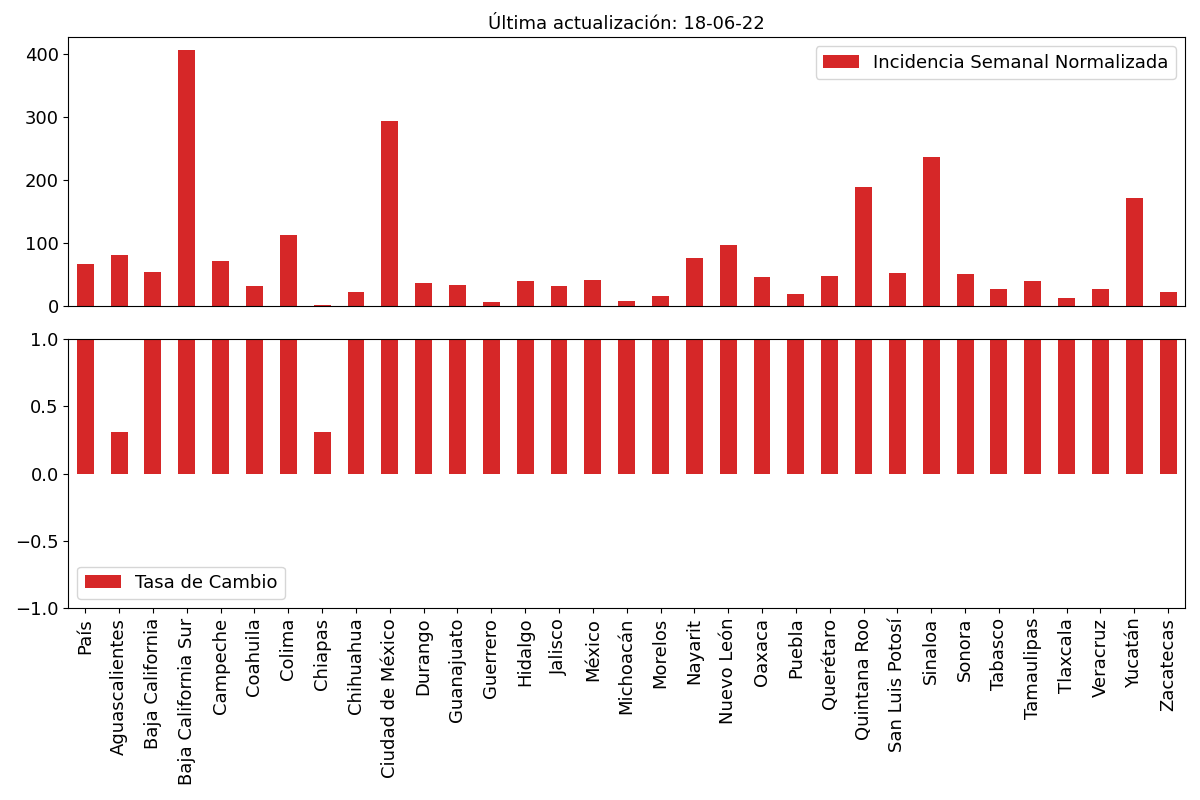 Última actualización: 18-06-22
400
300
200
100
0
Incidencia Semanal Normalizada
1.0
0.5
0.0
−0.5
−1.0
Tasa de Cambio
País
Aguascalientes
Baja California
Baja California Sur
Campeche
Coahuila
Colima
Chiapas
Chihuahua
Ciudad de México
Durango
Guanajuato
Guerrero
Hidalgo
Jalisco
México
Michoacán
Morelos
Nayarit
Nuevo León
Oaxaca
Puebla
Querétaro
Quintana Roo
San Luis Potosí
Sinaloa
Sonora
Tabasco
Tamaulipas
Tlaxcala
Veracruz
Yucatán
Zacatecas